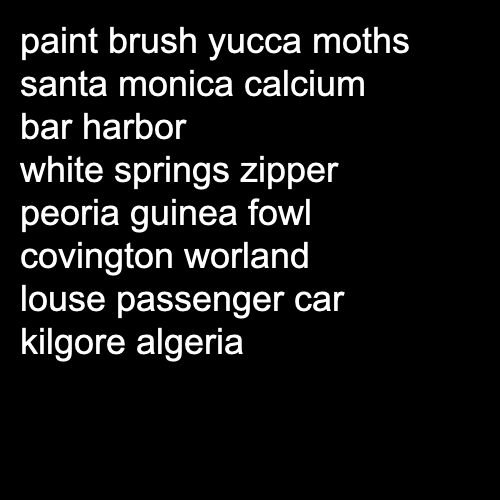 paint brush yucca moths
santa monica calcium
bar harbor
white springs zipper
peoria guinea fowl
covington worland
louse passenger car
kilgore algeria